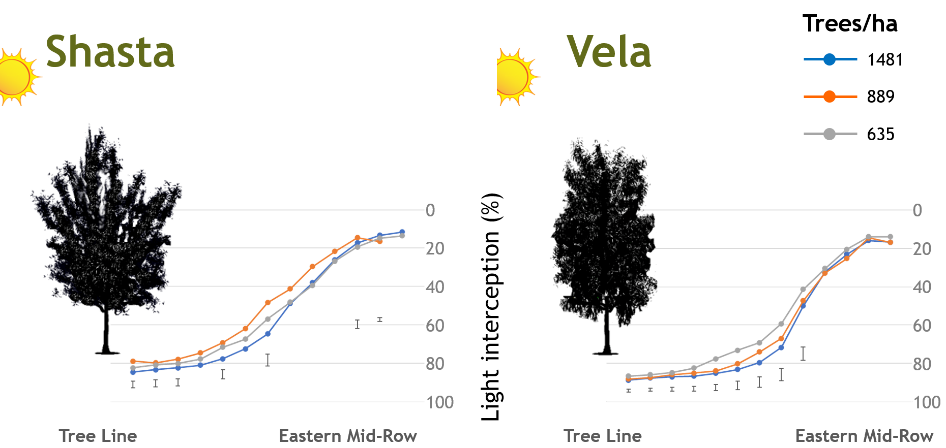 Shasta
Vela
Trees/ha
1481
889
635
0
20
40
60
80
100
Tree Line
Eastern Mid-Row
Light interception (%)
0
20
40
60
80
100
Tree Line
Eastern Mid-Row